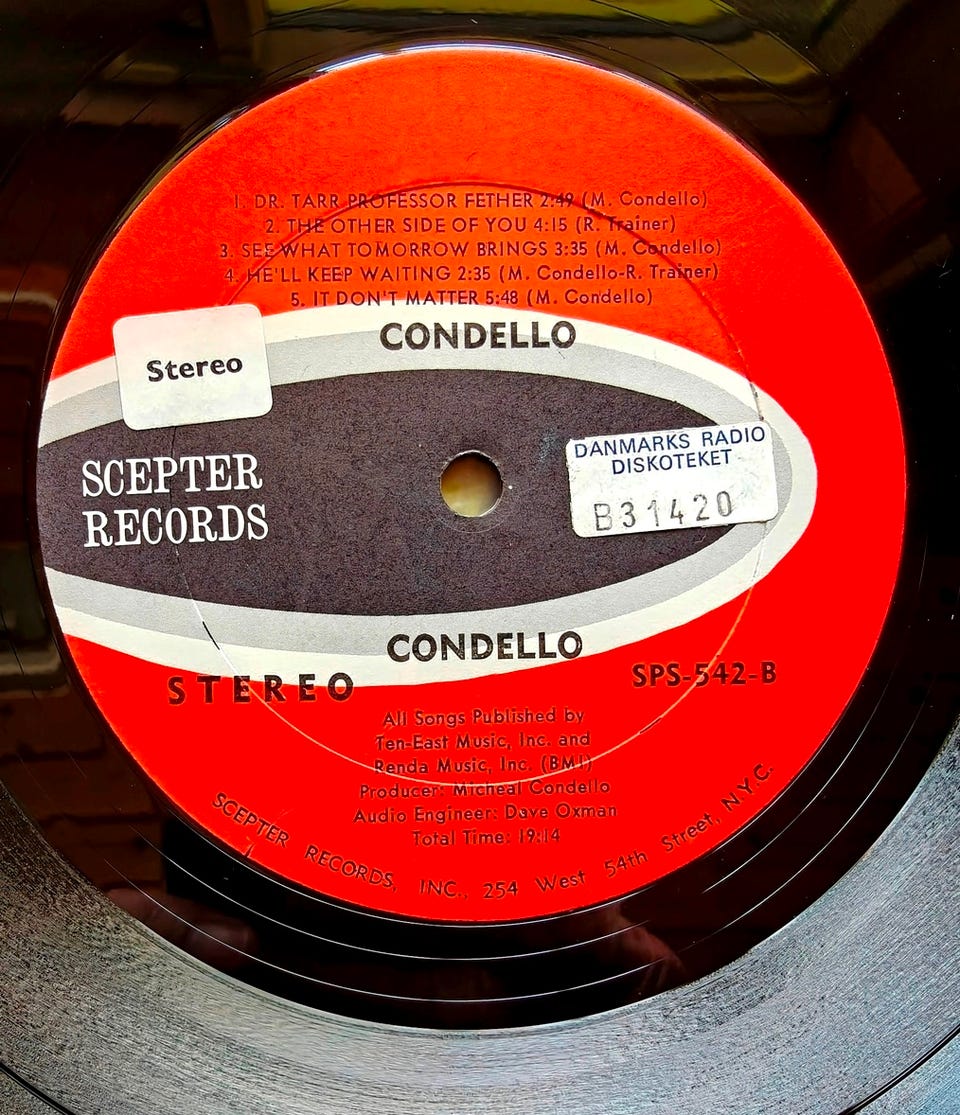 1. DR. TARR PROFESSOR FETHER 2:49 (M. Condello)
2. THE OTHER SIDE OF YOU 4:15 (R. Trainer)
3. SEE WHAT TOMORROW BRINGS 3:35 (M. Condello)
4. HE'LL KEEP WAITING 2:35 (M. Condello-R. Trainer)
5. IT DON'T MATTER 5:48 (M. Condello)
CONDELLO
Stereo
SCEPTER
RECORDS
DANMARKS RADIO
DISKOTEKET
B31420
CONDELLO
STEREO
SPS-542-B
All Songs Published by
Ten-East Music, Inc. and
Renda Music, Inc. (BMI)
Producer: Micheal Condello
Audio Engineer: Dave Oxman
Total Time: 19:14
SCEPTER RECORDS, INC., 254 West 54th Street, N.Y.C.